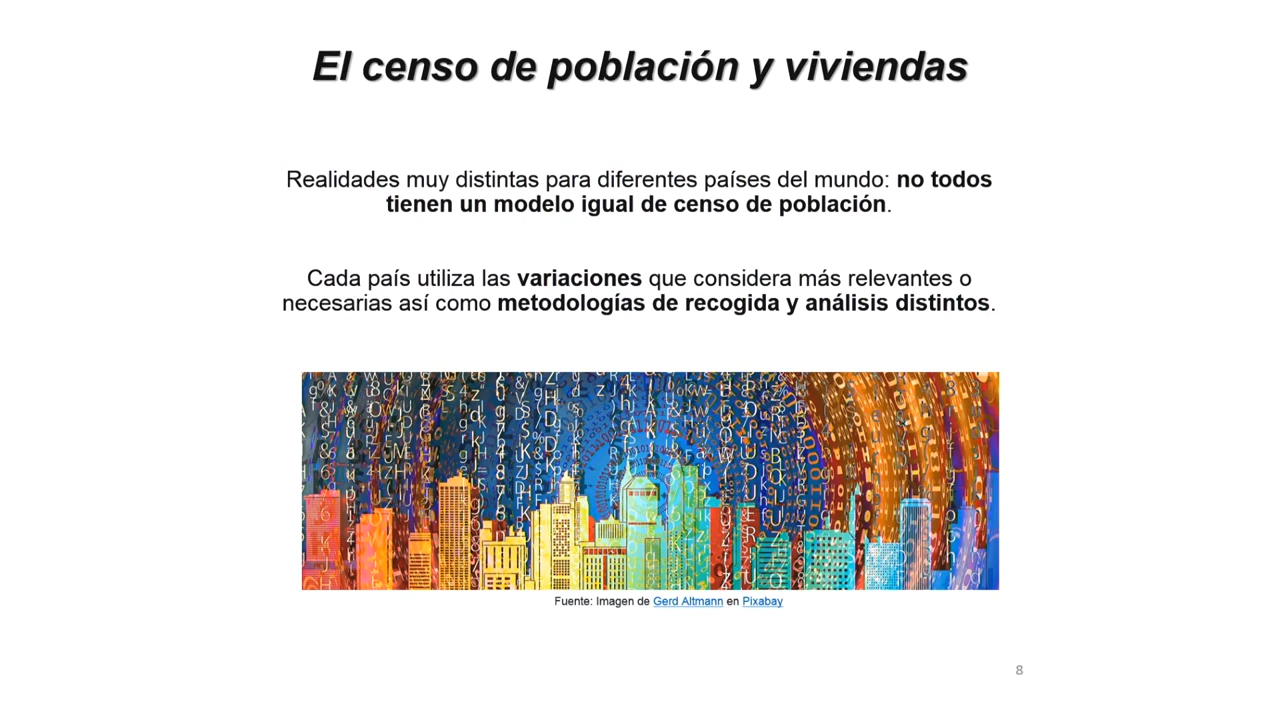 El censo de población y viviendas
Realidades muy distintas para diferentes países del mundo: no todos
tienen un modelo igual de censo de población.
Cada país utiliza las variaciones que considera más relevantes o
necesarias así como metodologías de recogida y análisis distintos.
Fuente: Imagen de Gerd Altmann en Pixabay
8